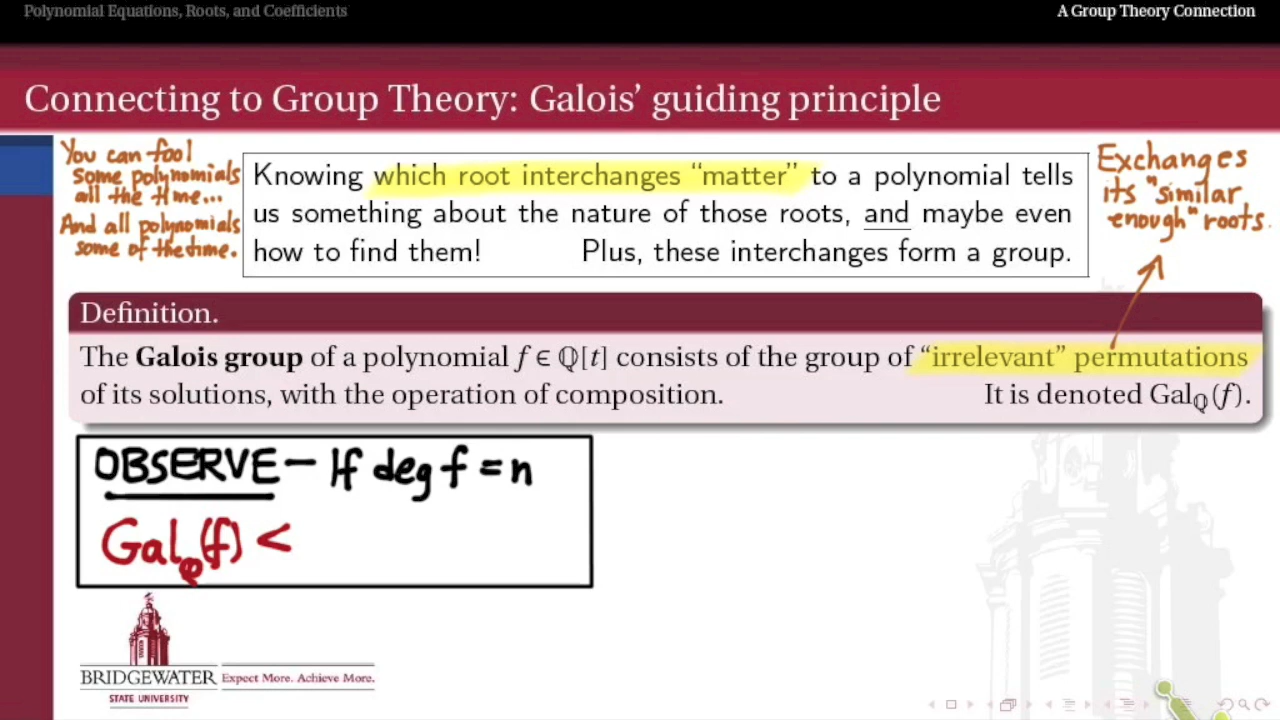 Polynomial Equations, Roots, and Coefficients
A Group Theory Connection
Connecting to Group Theory: Galois’ guiding principle
You can fool
some polynomials
all the time...
And all polynomials
some of the time.
Knowing which root interchanges “matter” to a polynomial tells
us something about the nature of those roots, and maybe even
how to find them! Plus, these interchanges form a group.
Exchanges
its "similar
enough" roots.
Definition.
The Galois group of a polynomial f ∈ ℚ[t] consists of the group of “irrelevant” permutations
of its solutions, with the operation of composition. It is denoted Gal_ℚ(f).
OBSERVE – If deg f = n
Gal_ℚ(f) <
BRIDGEWATER
STATE UNIVERSITY
Expect More. Achieve More.